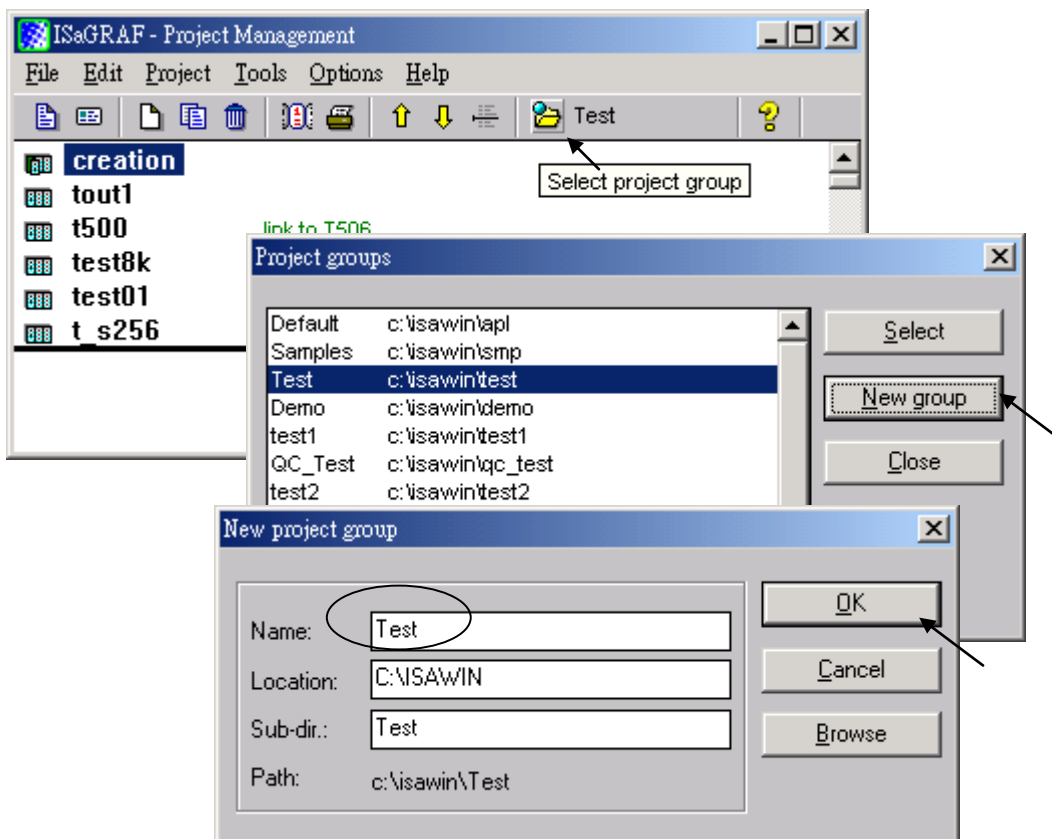 ISaGRAF - Project Management
File Edit Project Tools Options Help
Test
Select project group
creation
tout1
t500 link to T506
test8k
test01
t_s256
Project groups
Default c:\isawin\apl
Samples c:\isawin\smp
Test c:\isawin\test
Demo c:\isawin\demo
test1 c:\isawin\test1
QC_Test c:\isawin\qc_test
test2 c:\isawin\test2
Select
New group
Close
New project group
Name: Test
Location: C:\ISAWIN
Sub-dir.: Test
Path: c:\isawin\Test
OK
Cancel
Browse